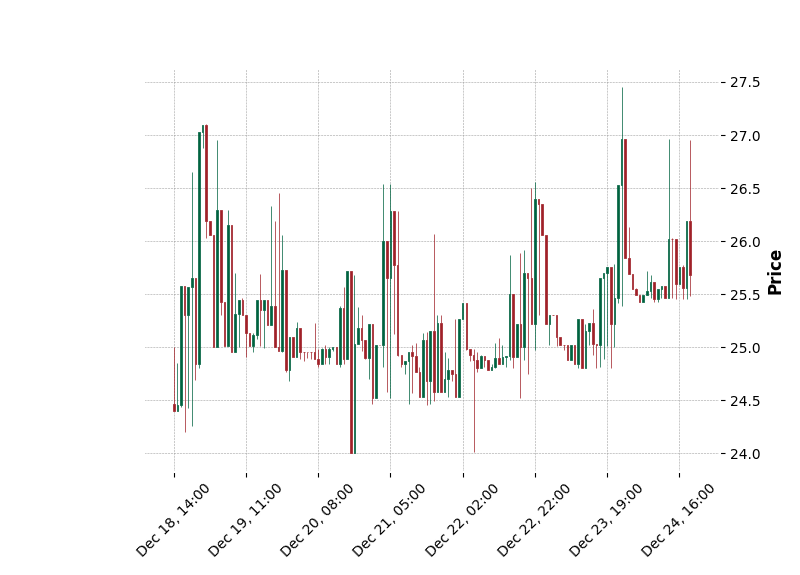 27.5
27.0
26.5
26.0
25.5
25.0
24.5
24.0
Price
Dec 18, 14:00
Dec 19, 11:00
Dec 20, 08:00
Dec 21, 05:00
Dec 22, 02:00
Dec 22, 22:00
Dec 23, 19:00
Dec 24, 16:00